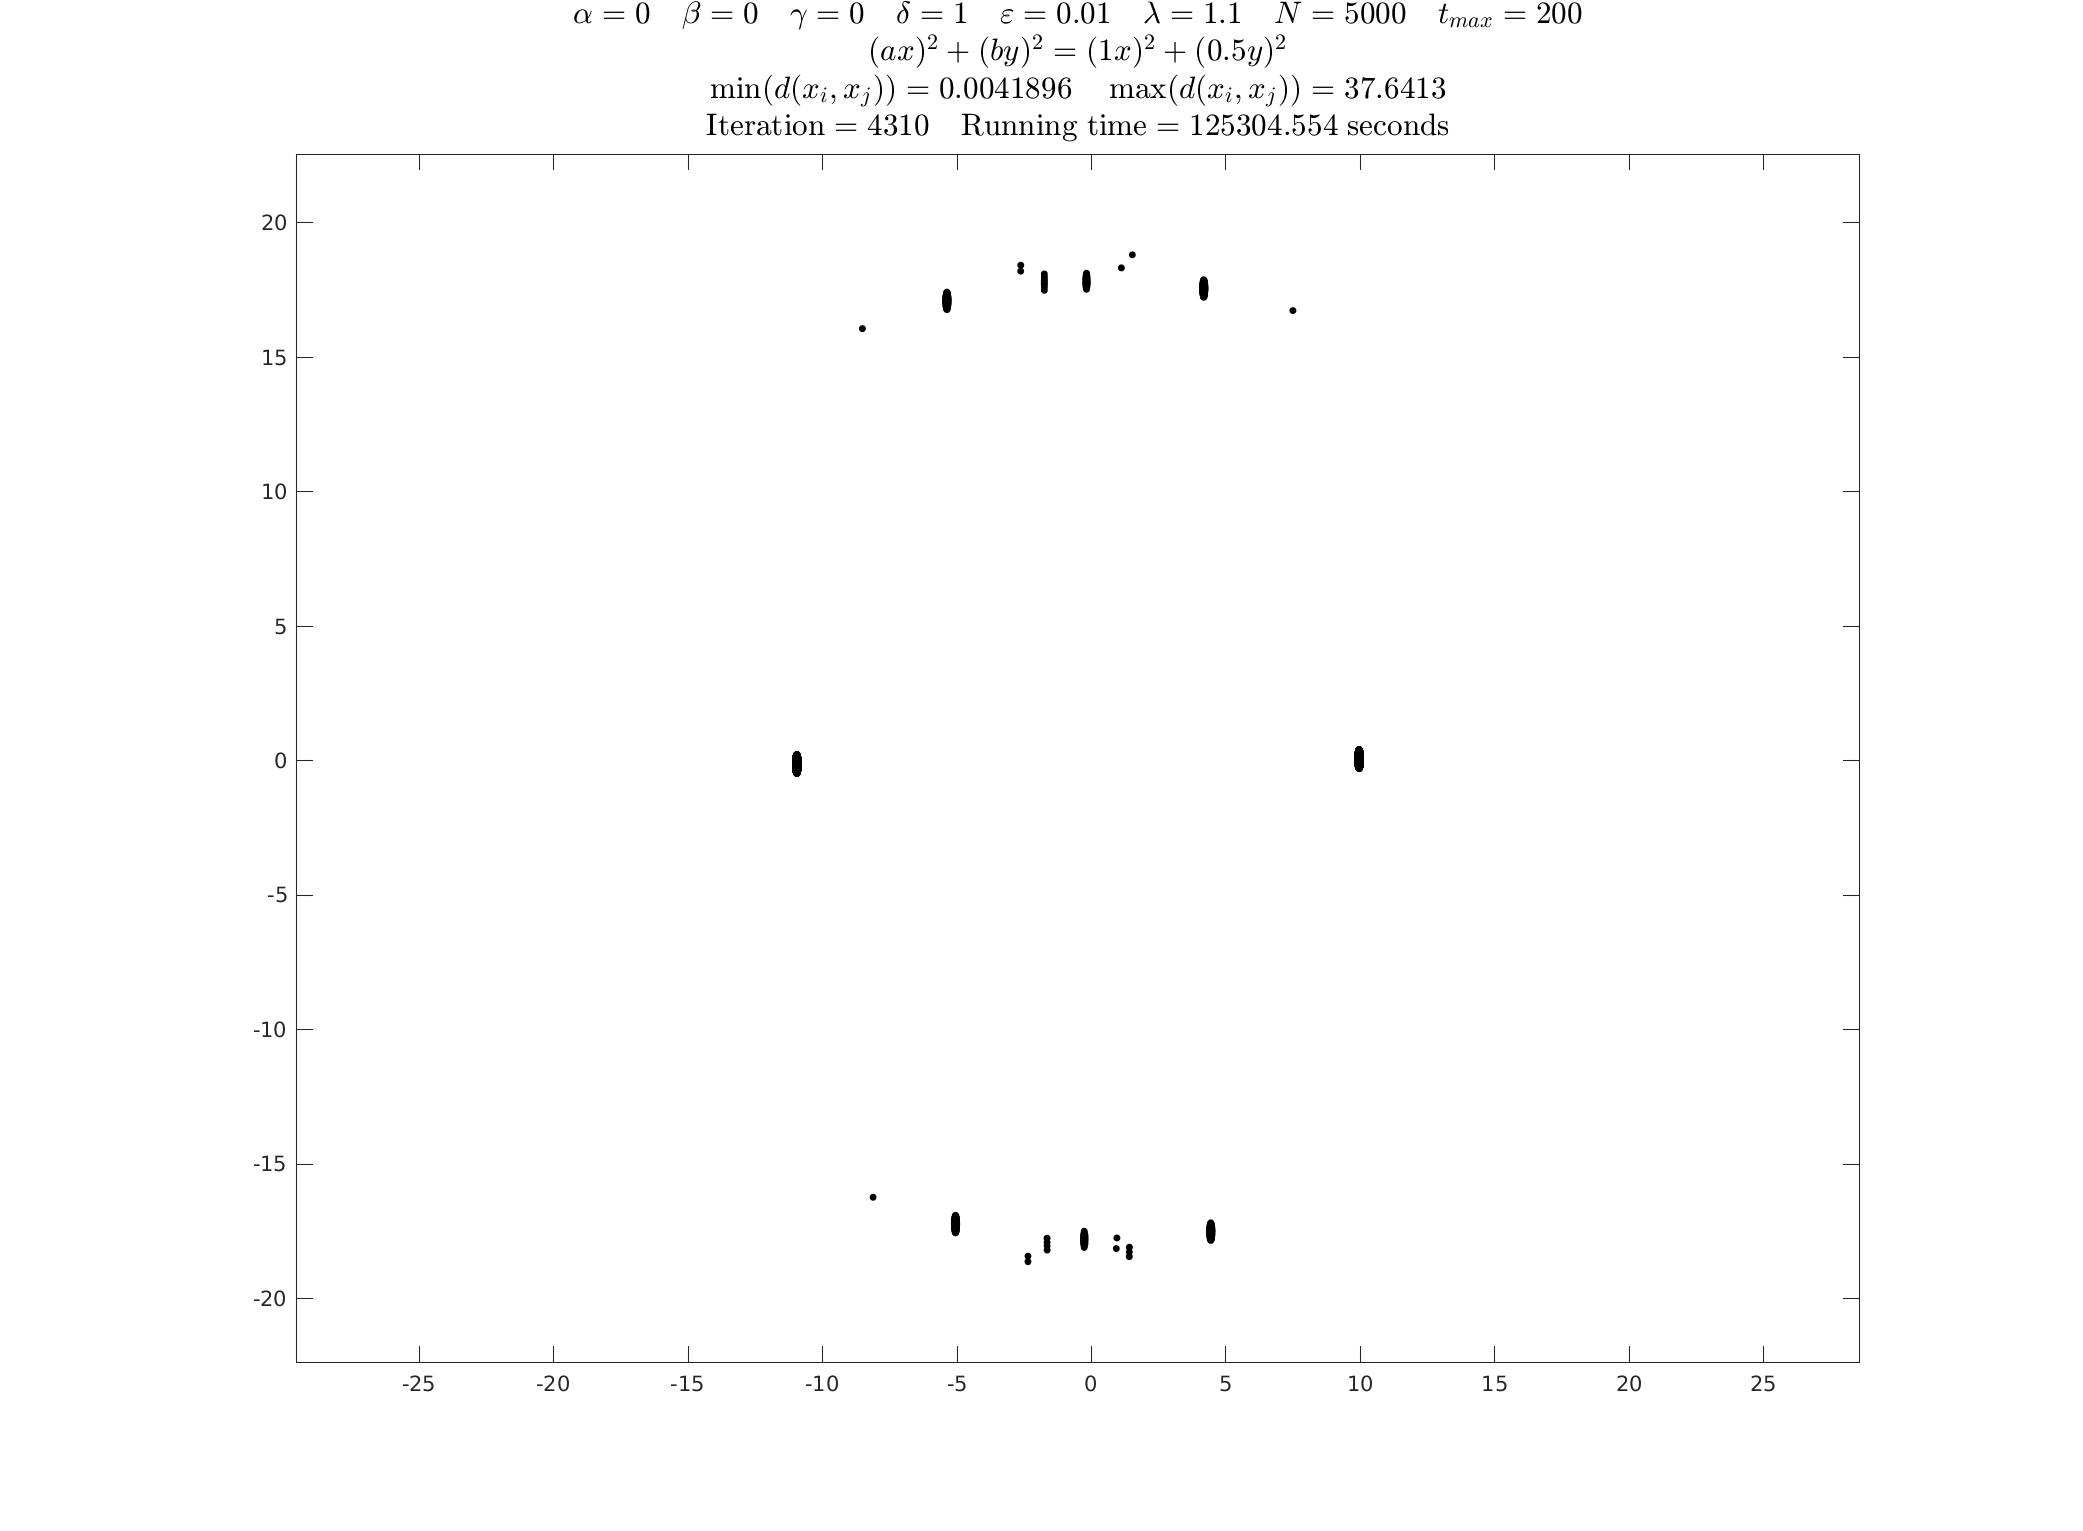 α = 0 β = 0 γ = 0 δ = 1 ε = 0.01 λ = 1.1 N = 5000 t_{max} = 200
(ax)² + (by)² = (1x)² + (0.5y)²
min(d(x_i, x_j)) = 0.0041896 max(d(x_i, x_j)) = 37.6413
Iteration = 4310 Running time = 125304.554 seconds
20
15
10
5
0
-5
-10
-15
-20
-25 -20 -15 -10 -5 0 5 10 15 20 25